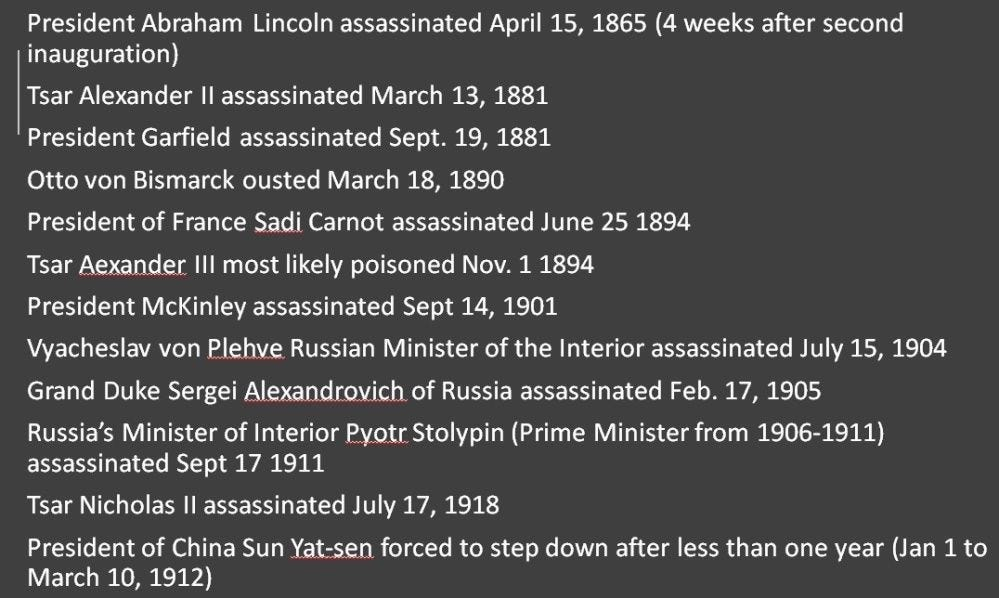 President Abraham Lincoln assassinated April 15, 1865 (4 weeks after second
inauguration)
Tsar Alexander II assassinated March 13, 1881
President Garfield assassinated Sept. 19, 1881
Otto von Bismarck ousted March 18, 1890
President of France Sadi Carnot assassinated June 25 1894
Tsar Aexander III most likely poisoned Nov. 1 1894
President McKinley assassinated Sept 14, 1901
Vyacheslav von Plehve Russian Minister of the Interior assassinated July 15, 1904
Grand Duke Sergei Alexandrovich of Russia assassinated Feb. 17, 1905
Russia’s Minister of Interior Pyotr Stolypin (Prime Minister from 1906-1911)
assassinated Sept 17 1911
Tsar Nicholas II assassinated July 17, 1918
President of China Sun Yat-sen forced to step down after less than one year (Jan 1 to
March 10, 1912)